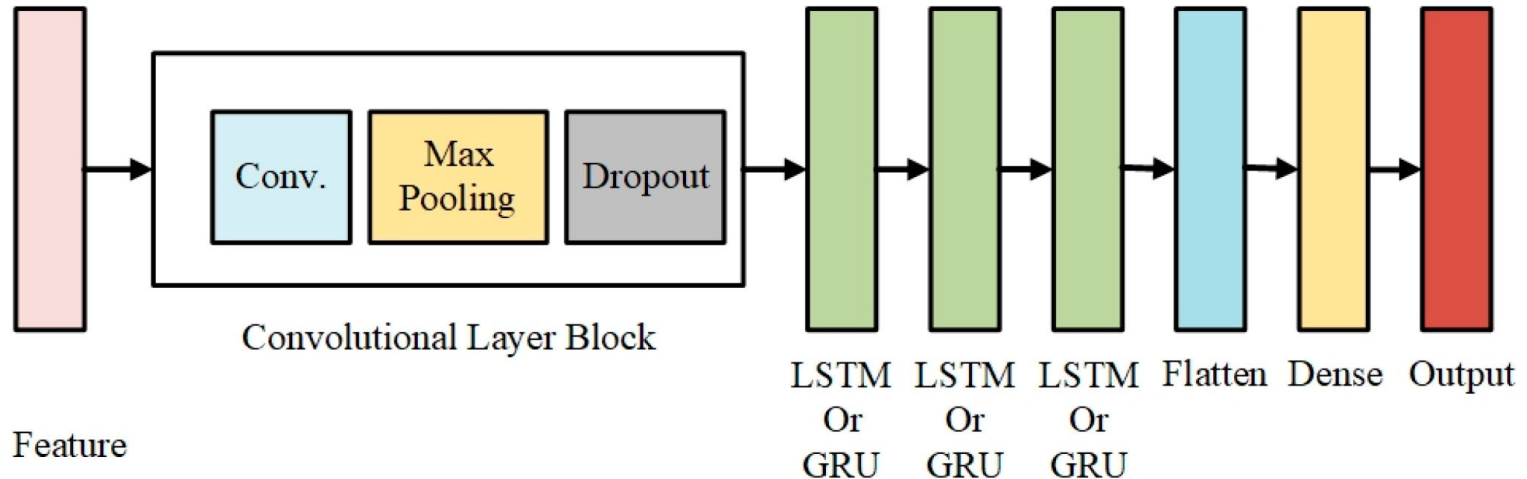 Conv.
Max
Pooling
Dropout
Convolutional Layer Block
Feature
LSTM
Or
GRU
LSTM
Or
GRU
LSTM
Or
GRU
Flatten
Dense
Output